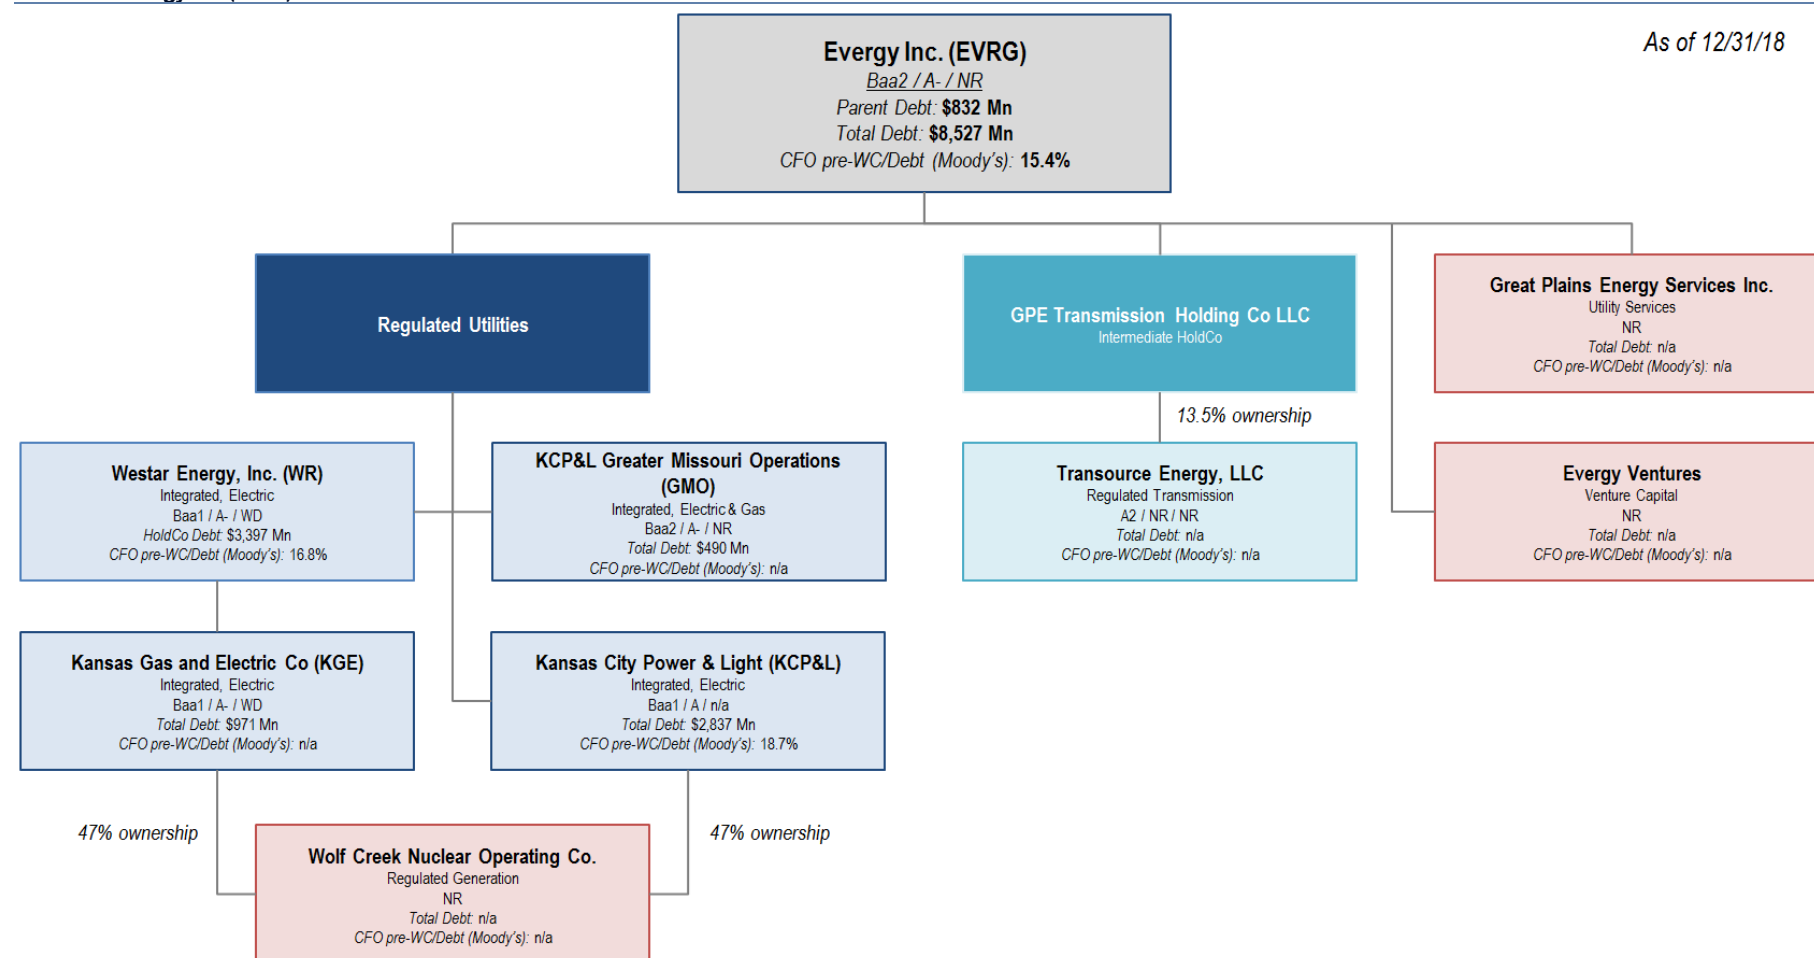 As of 12/31/18
Evergy Inc. (EVRG)
Baa2 / A- / NR
Parent Debt: $832 Mn
Total Debt: $8,527 Mn
CFO pre-WC/Debt (Moody's): 15.4%
Regulated Utilities
GPE Transmission Holding Co LLC
Intermediate HoldCo
Great Plains Energy Services Inc.
Utility Services
NR
Total Debt: n/a
CFO pre-WC/Debt (Moody's): n/a
13.5% ownership
Westar Energy, Inc. (WR)
Integrated, Electric
Baa1 / A- / WD
HoldCo Debt: $3,397 Mn
CFO pre-WC/Debt (Moody's): 16.8%
KCP&L Greater Missouri Operations
(GMO)
Integrated, Electric & Gas
Baa2 / A- / NR
Total Debt: $490 Mn
CFO pre-WC/Debt (Moody's): n/a
Transource Energy, LLC
Regulated Transmission
A2 / NR / NR
Total Debt: n/a
CFO pre-WC/Debt (Moody's): n/a
Evergy Ventures
Venture Capital
NR
Total Debt: n/a
CFO pre-WC/Debt (Moody's): n/a
Kansas Gas and Electric Co (KGE)
Integrated, Electric
Baa1 / A- / WD
Total Debt: $971 Mn
CFO pre-WC/Debt (Moody's): n/a
Kansas City Power & Light (KCP&L)
Integrated, Electric
Baa1 / A / n/a
Total Debt: $2,837 Mn
CFO pre-WC/Debt (Moody's): 18.7%
47% ownership
47% ownership
Wolf Creek Nuclear Operating Co.
Regulated Generation
NR
Total Debt: n/a
CFO pre-WC/Debt (Moody's): n/a